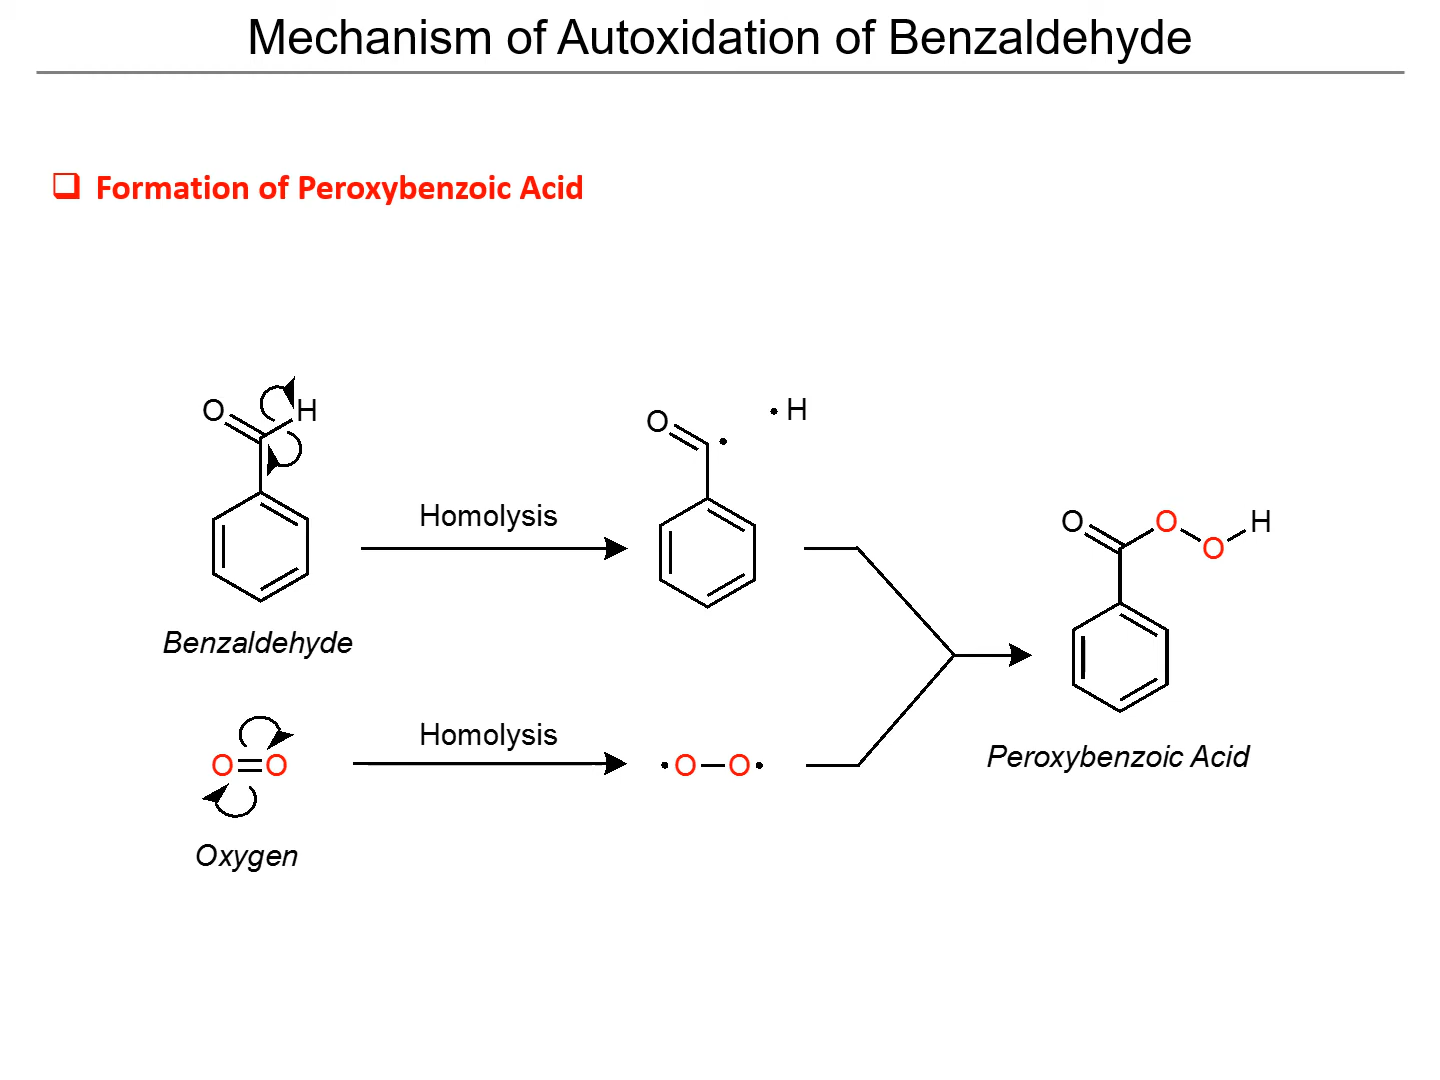 Mechanism of Autoxidation of Benzaldehyde
❑ Formation of Peroxybenzoic Acid
O H
O • • H
Homolysis
O O O H
Benzaldehyde
Homolysis
O=O
•O–O•
Peroxybenzoic Acid
Oxygen